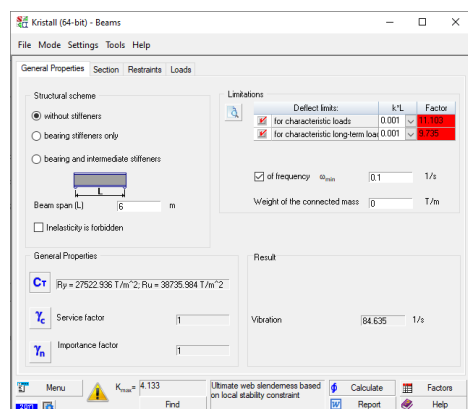 Kristall (64-bit) - Beams
File Mode Settings Tools Help
General Properties Section Restraints Loads
Structural scheme
without stiffeners
bearing stiffeners only
bearing and intermediate stiffeners
L
Beam span (L) 6 m
Inelasticity is forbidden
Limitations
Deflect limits: k*L Factor
for characteristic loads 0.001 11.103
for characteristic long-term loa 0.001 9.735
of frequency ωmin 0.1 1/s
Weight of the connected mass 0 T/m
General Properties
CT Ry = 27522.936 T/m^2; Ru = 38735.984 T/m^2
γc Service factor 1
γn Importance factor 1
Result
Vibration 84.635 1/s
Menu
Kmax= 4.133
Find
Ultimate web slenderness based
on local stability constraint
Calculate Factors
Report Help